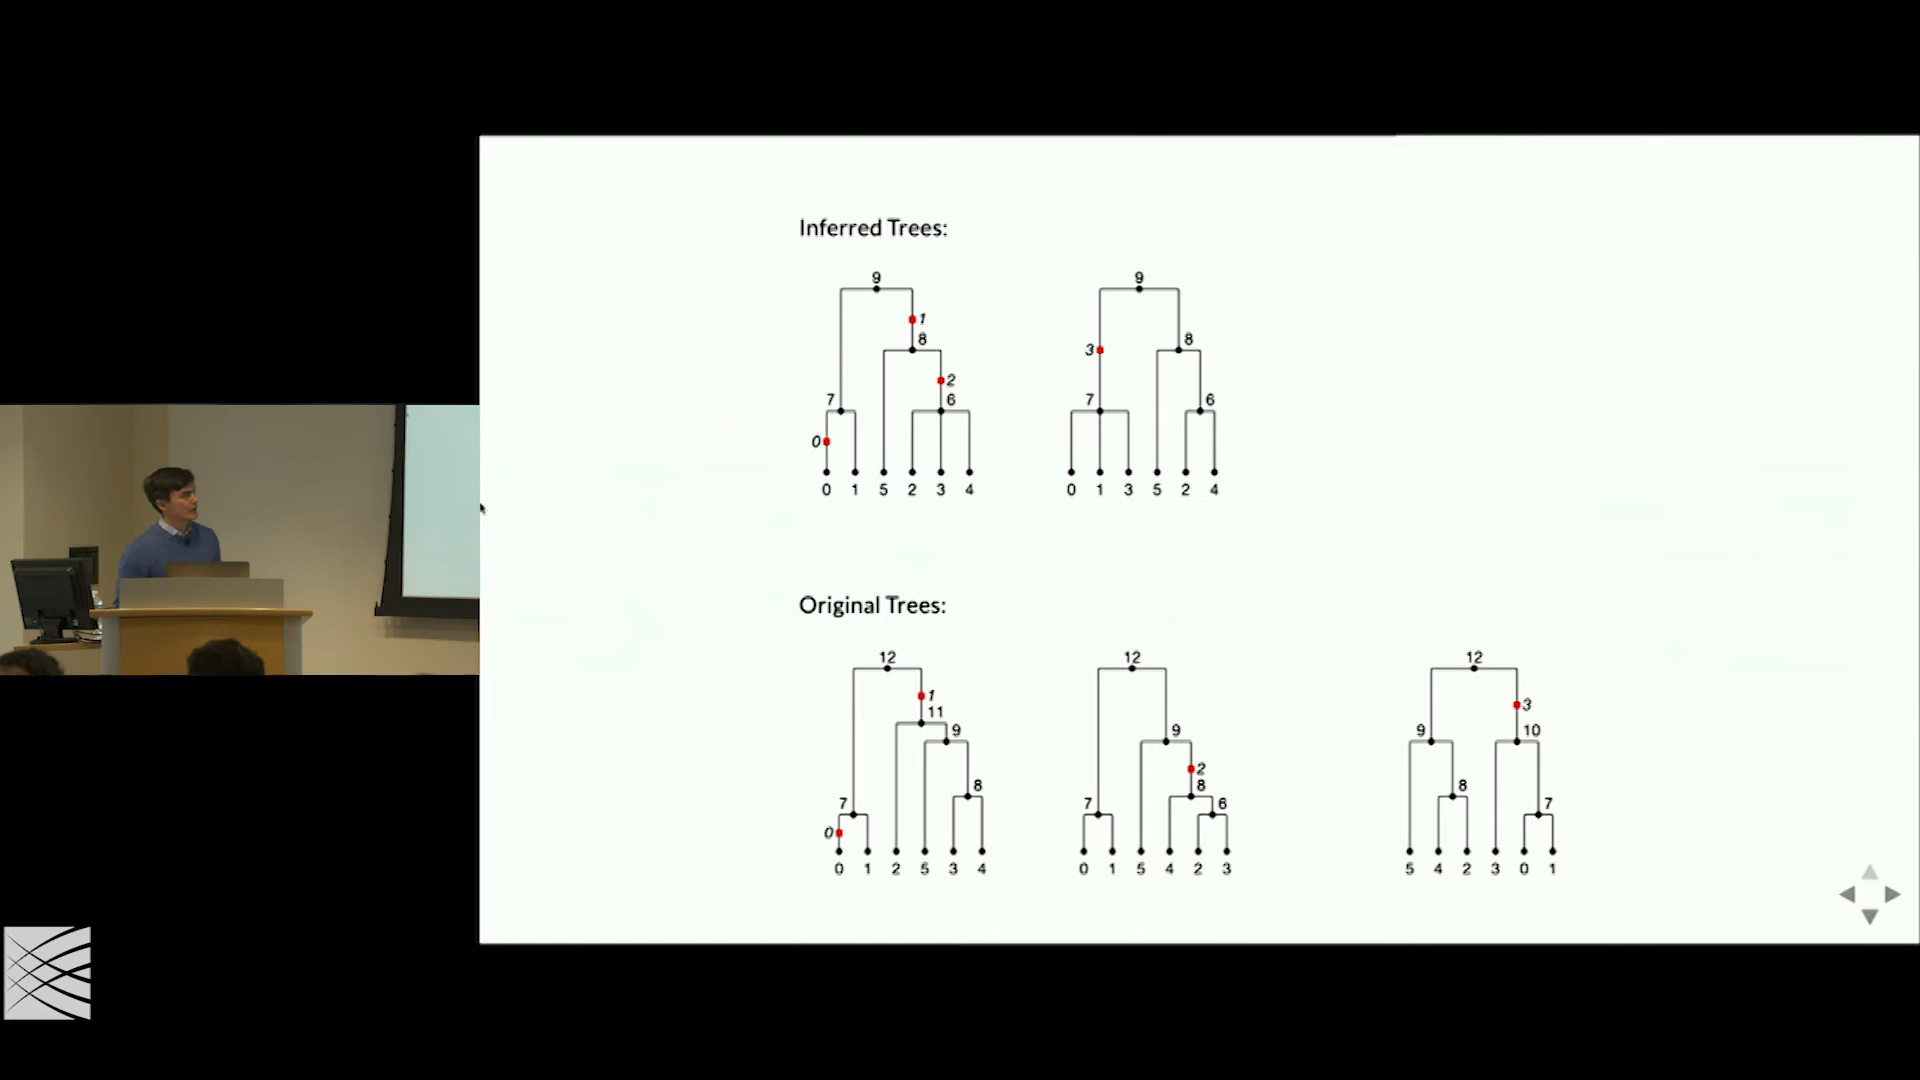 Inferred Trees:
9 9
1
8 8
3
2
7 6 7 6
0
0 1 5 2 3 4 0 1 3 5 2 4
Original Trees:
12 12 12
1 3
11
9 9 9 10
2
8 8 8
7 7 6 7
0
0 1 2 5 3 4 0 1 5 4 2 3 5 4 2 3 0 1